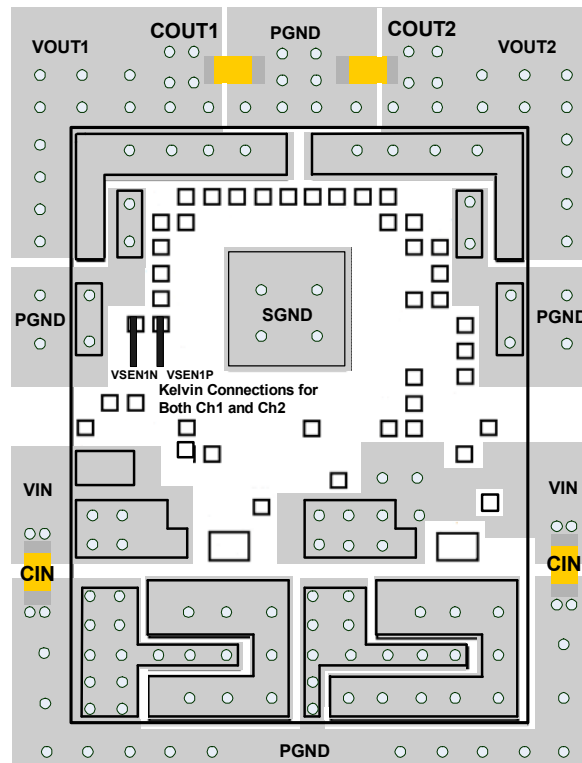 COUT1
PGND
COUT2
VOUT1
VOUT2
SGND
PGND
PGND
VSEN1N VSEN1P
Kelvin Connections for
Both Ch1 and Ch2
VIN
VIN
CIN
CIN
PGND